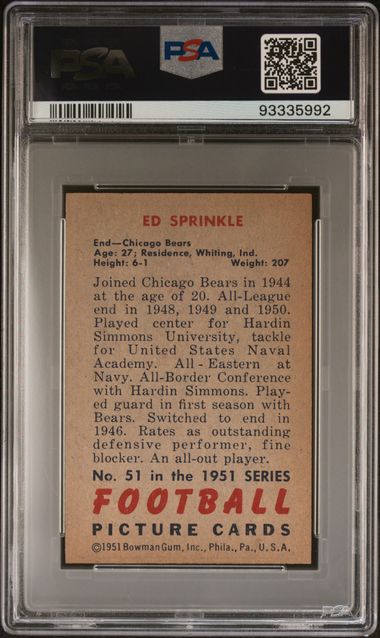 PSA
PSA
93335992
ED SPRINKLE
End—Chicago Bears
Age: 27; Residence, Whiting, Ind.
Height: 6-1 Weight: 207
Joined Chicago Bears in 1944
at the age of 20. All-League
end in 1948, 1949 and 1950.
Played center for Hardin
Simmons University, tackle
for United States Naval
Academy. All-Eastern at
Navy. All-Border Conference
with Hardin Simmons. Play-
ed guard in first season with
Bears. Switched to end in
1946. Rates as outstanding
defensive performer, fine
blocker. An all-out player.
No. 51 in the 1951 SERIES
FOOTBALL
PICTURE CARDS
©1951 Bowman Gum, Inc., Phila., Pa., U.S.A.